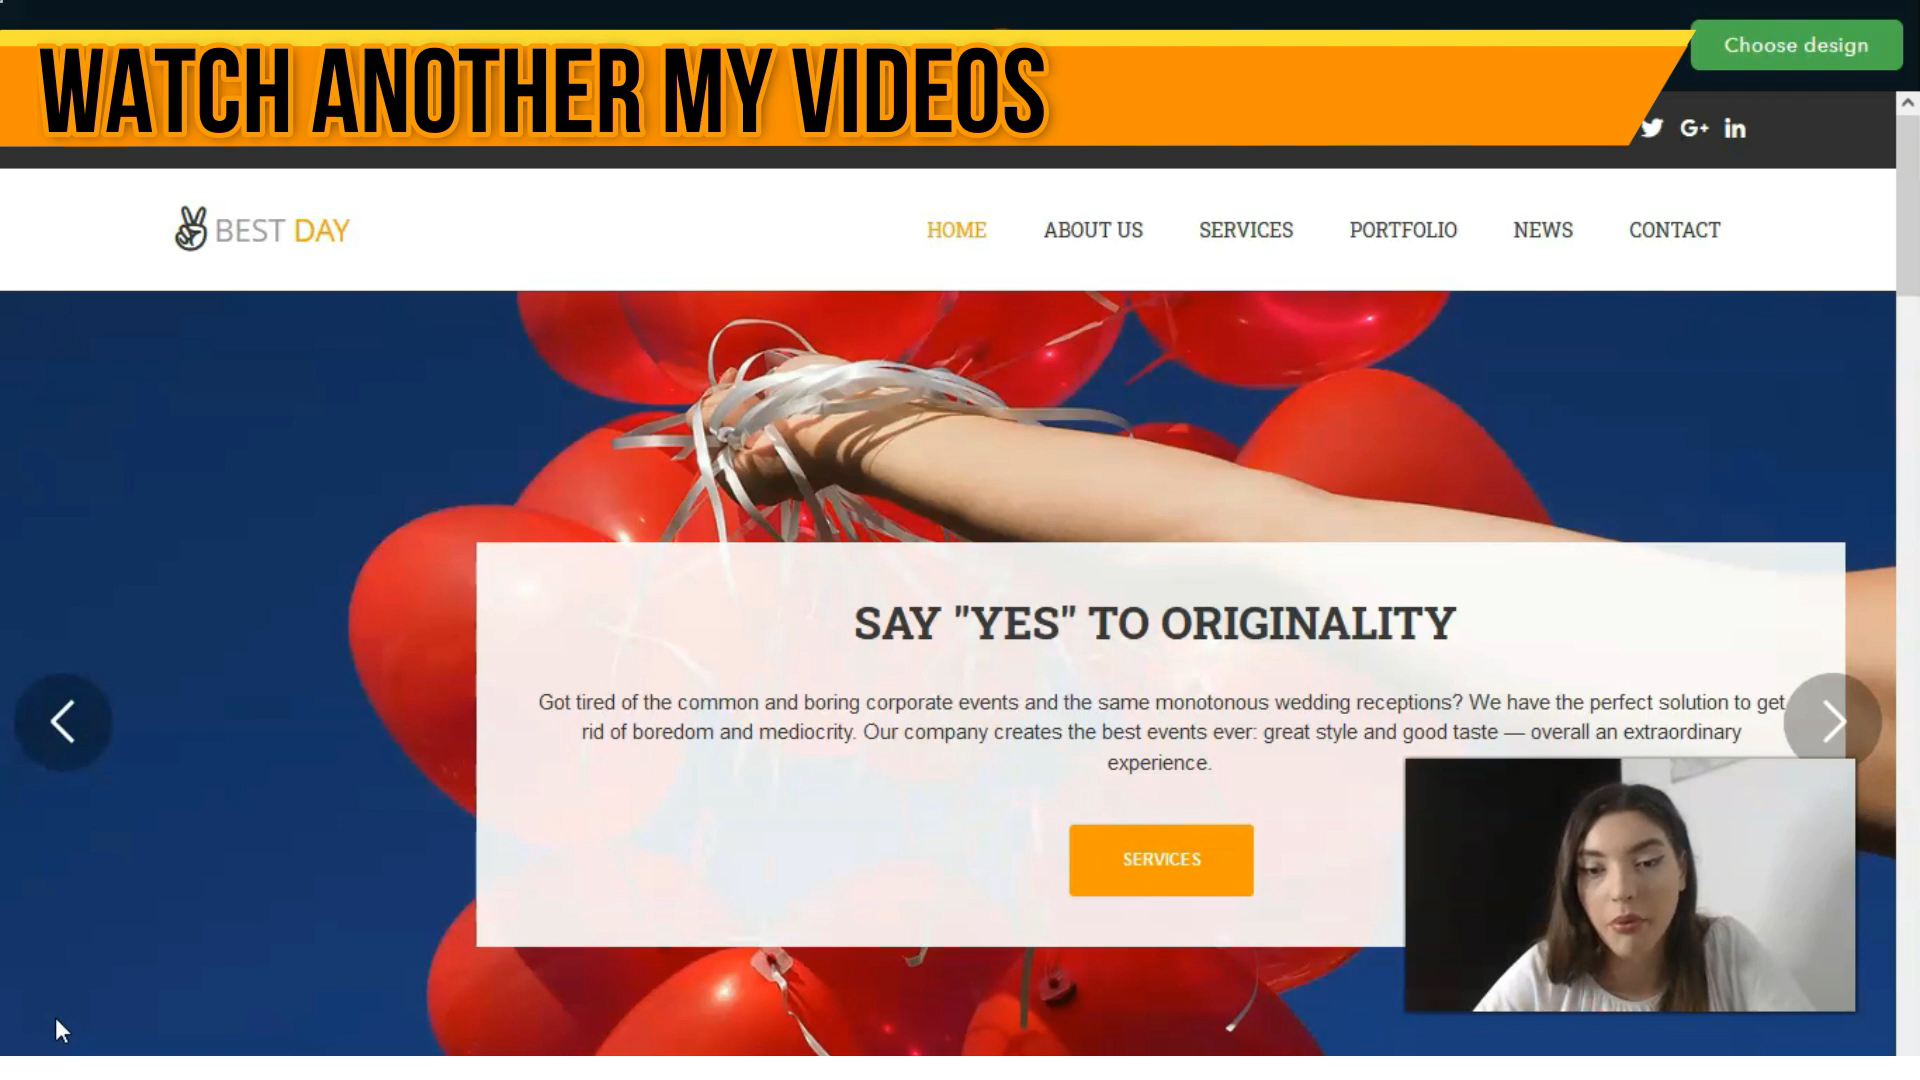 WATCH ANOTHER MY VIDEOS
Choose design
G+ in
BEST DAY
HOME ABOUT US SERVICES PORTFOLIO NEWS CONTACT
SAY "YES" TO ORIGINALITY
Got tired of the common and boring corporate events and the same monotonous wedding receptions? We have the perfect solution to get
rid of boredom and mediocrity. Our company creates the best events ever: great style and good taste — overall an extraordinary
experience.
SERVICES